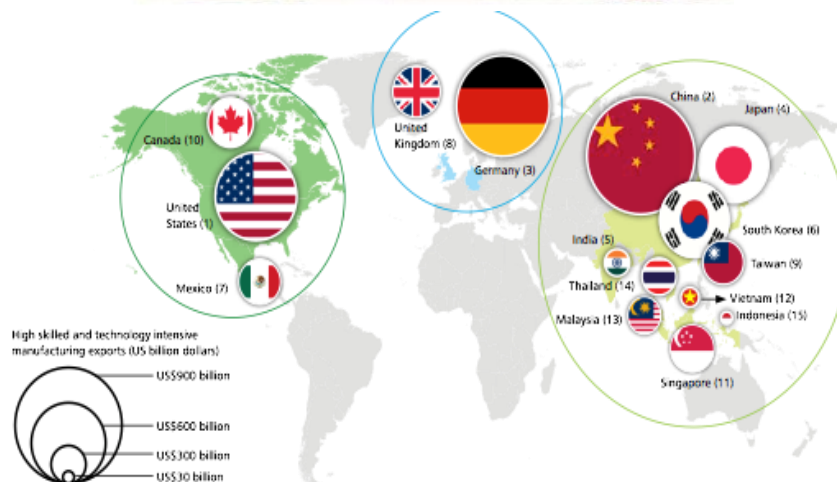 Canada (10)
United
States (1)
Mexico (7)
United
Kingdom (8)
Germany (3)
China (2)
Japan (4)
South Korea (6)
India (5)
Taiwan (9)
Thailand (14)
Vietnam (12)
Malaysia (13)
Indonesia (15)
Singapore (11)
High skilled and technology intensive
manufacturing exports (US billion dollars)
US$900 billion
US$600 billion
US$300 billion
US$30 billion